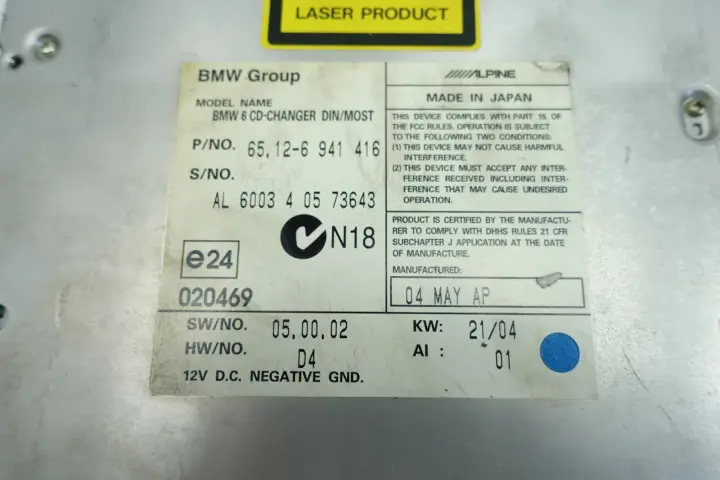 LASER PRODUCT
BMW Group
MODEL NAME
BMW 6 CD-CHANGER DIN/MOST
P/NO. 65.12-6 941 416
S/NO.
AL 6003 4 05 73643
N18
e24
020469
ALPINE
MADE IN JAPAN
THIS DEVICE COMPLIES WITH PART 15 OF
THE FCC RULES. OPERATION IS SUBJECT
TO THE FOLLOWING TWO CONDITIONS:
(1) THIS DEVICE MAY NOT CAUSE HARMFUL
INTERFERENCE.
(2) THIS DEVICE MUST ACCEPT ANY INTER-
FERENCE RECEIVED INCLUDING INTER-
FERENCE THAT MAY CAUSE UNDESIRED
OPERATION.
PRODUCT IS CERTIFIED BY THE MANUFACTU-
RER TO COMPLY WITH DHHS RULES 21 CFR
SUBCHAPTER J APPLICATION AT THE DATE
OF MANUFACTURE.
MANUFACTURED:
04 MAY AP
SW/NO. 05.00.02 KW: 21/04
HW/NO. D4 AI : 01
12V D.C. NEGATIVE GND.